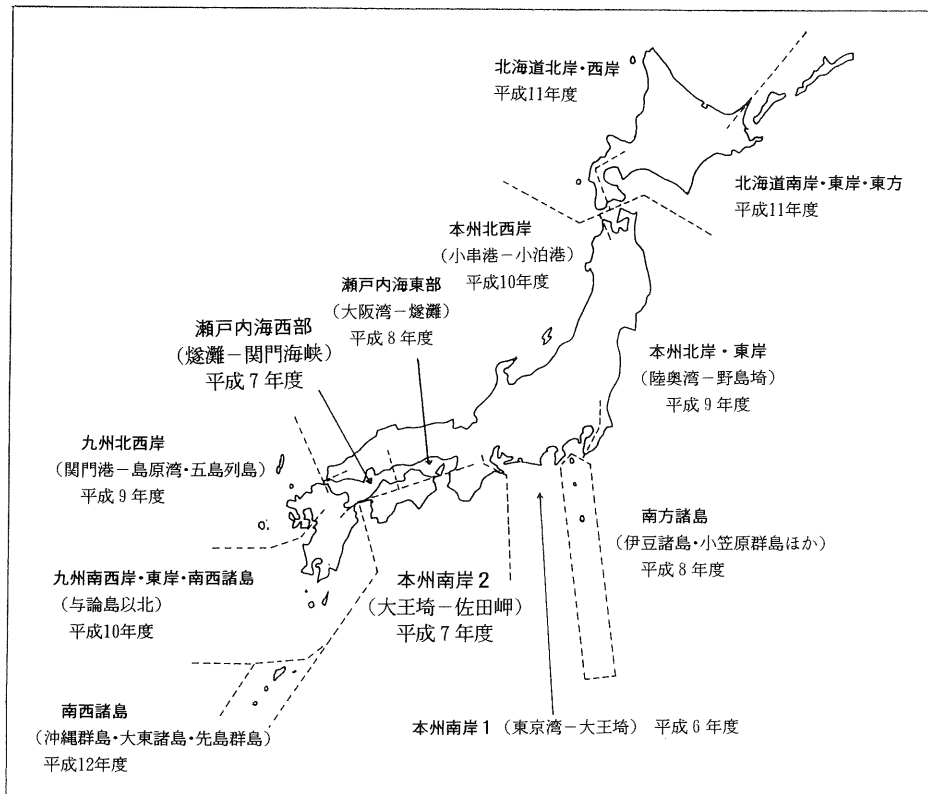 北海道北岸・西岸
平成11年度
北海道南岸・東岸・東方
平成11年度
本州北西岸
(小串港－小泊港)
平成10年度
瀬戸内海東部
(大阪湾－燧灘)
平成８年度
瀬戸内海西部
(燧灘－関門海峡)
平成７年度
本州北岸・東岸
(陸奥湾－野島埼)
平成９年度
九州北西岸
(関門港－島原湾・五島列島)
平成９年度
南方諸島
(伊豆諸島・小笠原群島ほか)
平成８年度
九州南西岸・東岸・南西諸島
(与論島以北)
平成10年度
本州南岸２
(大王埼－佐田岬)
平成７年度
南西諸島
(沖縄群島・大東諸島・先島群島)
平成12年度
本州南岸１(東京湾－大王埼) 平成６年度